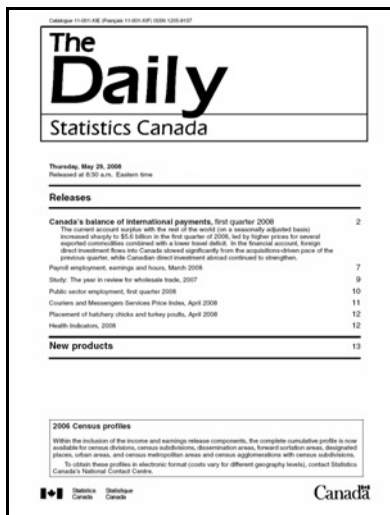 Catalogue 11-001-XIE (Français 11-001-XIF) ISSN 1205-9137
The
Daily
Statistics Canada
Thursday, May 29, 2008
Released at 8:30 a.m. Eastern time
Releases
Canada's balance of international payments, first quarter 2008 2
The current account surplus with the rest of the world (on a seasonally adjusted basis)
increased sharply to $5.6 billion in the first quarter of 2008, led by higher prices for several
exported commodities combined with a lower travel deficit. In the financial account, foreign
direct investment flows into Canada slowed significantly from the acquisitions-driven pace of the
previous quarter, while Canadian direct investment abroad continued to strengthen.
Payroll employment, earnings and hours, March 2008 7
Study: The year in review for wholesale trade, 2007 9
Public sector employment, first quarter 2008 10
Couriers and Messengers Services Price Index, April 2008 11
Placement of hatchery chicks and turkey poults, April 2008 12
Health Indicators, 2008 12
New products 13
2006 Census profiles
Within the inclusion of the income and earnings release components, the complete cumulative profile is now
available for census divisions, census subdivisions, dissemination areas, forward sortation areas, designated
places, urban areas, and census metropolitan areas and census agglomerations with census subdivisions.
To obtain these profiles in electronic format (costs vary for different geography levels), contact Statistics
Canada's National Contact Centre.
Statistics Statistique
Canada Canada
Canada